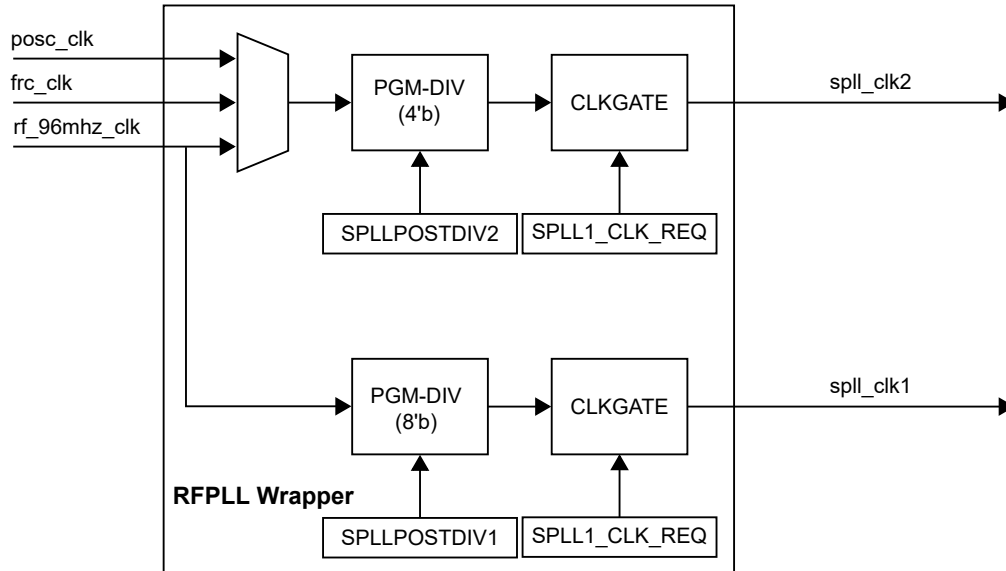 posc_clk
frc_clk
rf_96mhz_clk
PGM-DIV
(4'b)
CLKGATE
spll_clk2
SPLLPOSTDIV2
SPLL1_CLK_REQ
PGM-DIV
(8'b)
CLKGATE
spll_clk1
RFPLL Wrapper
SPLLPOSTDIV1
SPLL1_CLK_REQ